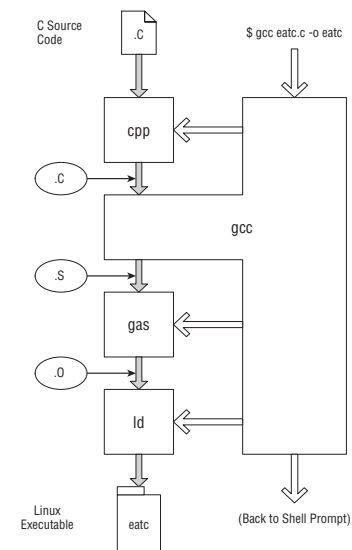 C Source
Code
.C
$ gcc eatc.c -o eatc
cpp
.C
gcc
.S
gas
.O
ld
Linux
Executable
eatc
(Back to Shell Prompt)